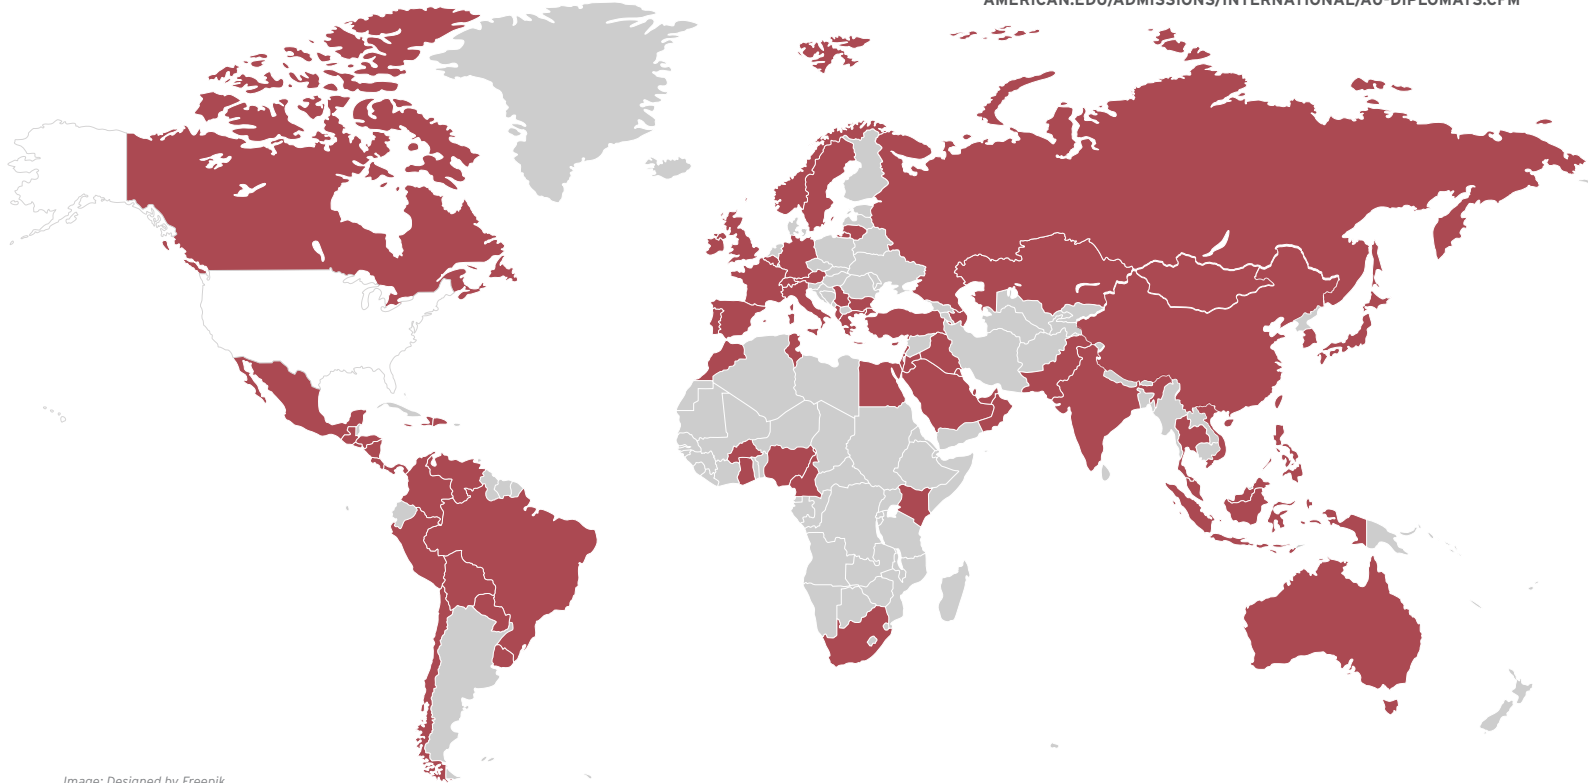 AMERICAN.EDU/ADMISSIONS/INTERNATIONAL/AU-DIPLOMATS.CFM
Image: Designed by Freepik